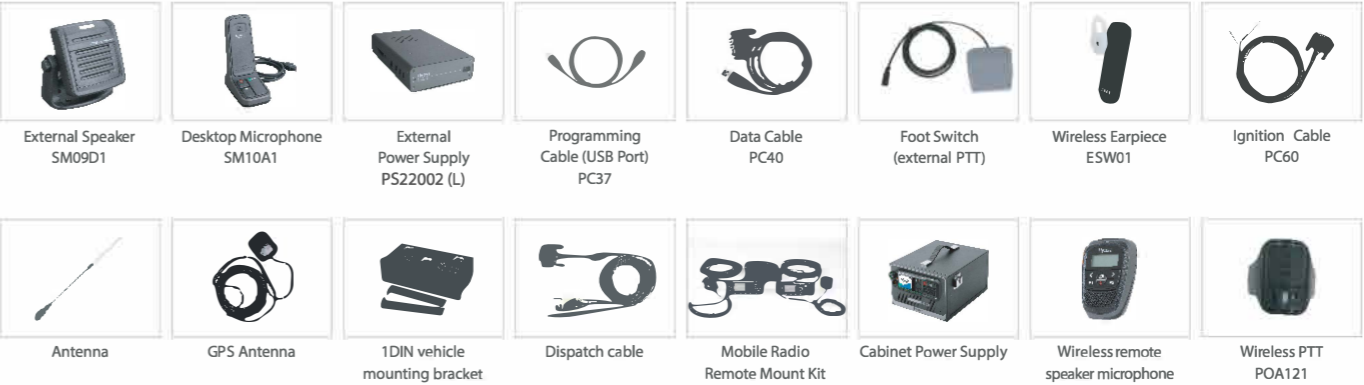 External Speaker
SM09D1
Desktop Microphone
SM10A1
External
Power Supply
PS22002 (L)
Programming
Cable (USB Port)
PC37
Data Cable
PC40
Foot Switch
(external PTT)
Wireless Earpiece
ESW01
Ignition Cable
PC60
Antenna
GPS Antenna
1DIN vehicle
mounting bracket
Dispatch cable
Mobile Radio
Remote Mount Kit
Cabinet Power Supply
Wireless remote
speaker microphone
Wireless PTT
POA121